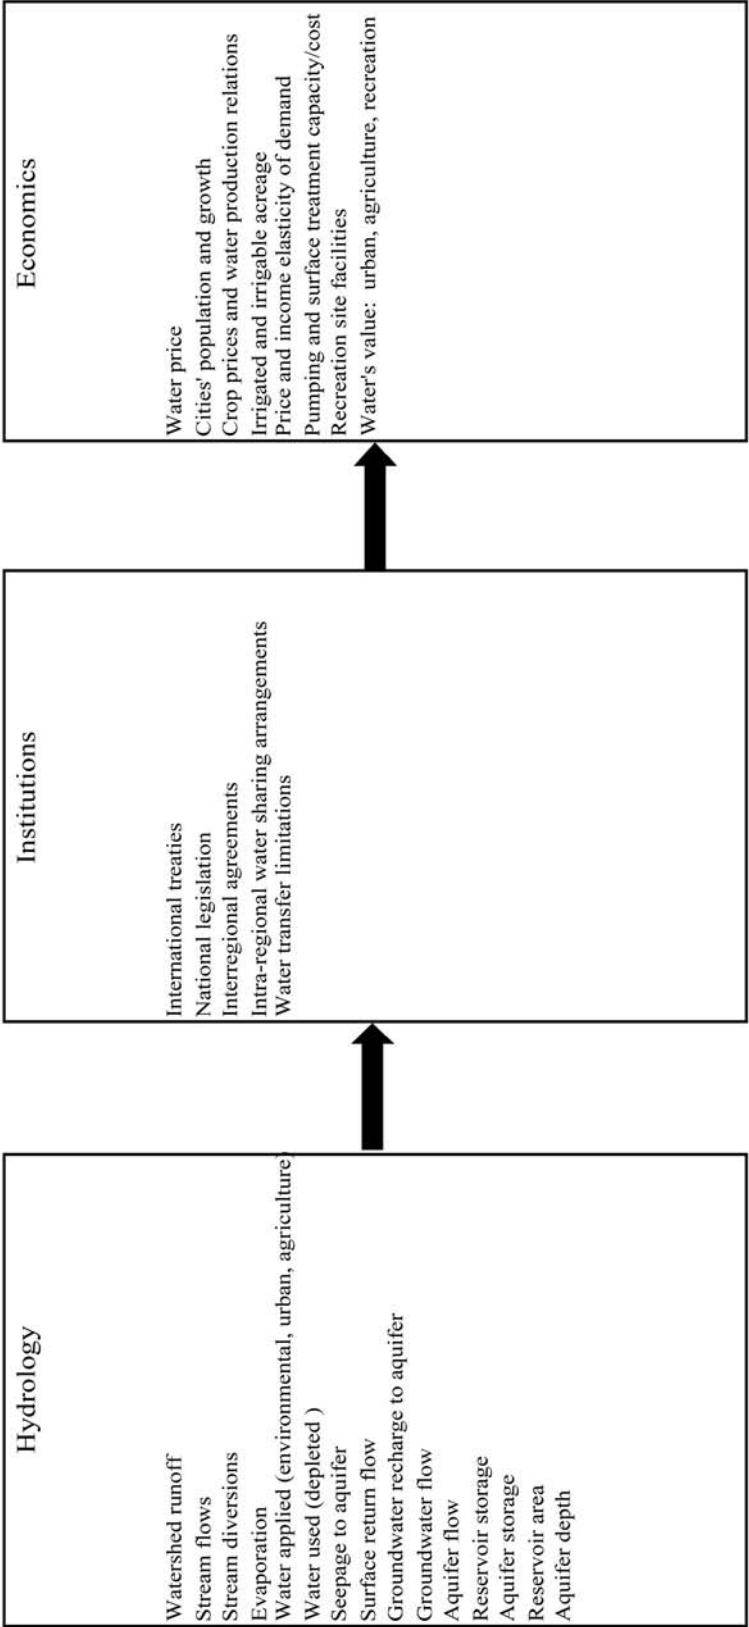 Hydrology
Watershed runoff
Stream flows
Stream diversions
Evaporation
Water applied (environmental, urban, agriculture)
Water used (depleted )
Seepage to aquifer
Surface return flow
Groundwater recharge to aquifer
Groundwater flow
Aquifer flow
Reservoir storage
Aquifer storage
Reservoir area
Aquifer depth
Institutions
International treaties
National legislation
Interregional agreements
Intra-regional water sharing arrangements
Water transfer limitations
Economics
Water price
Cities' population and growth
Crop prices and water production relations
Irrigated and irrigable acreage
Price and income elasticity of demand
Pumping and surface treatment capacity/cost
Recreation site facilities
Water's value: urban, agriculture, recreation